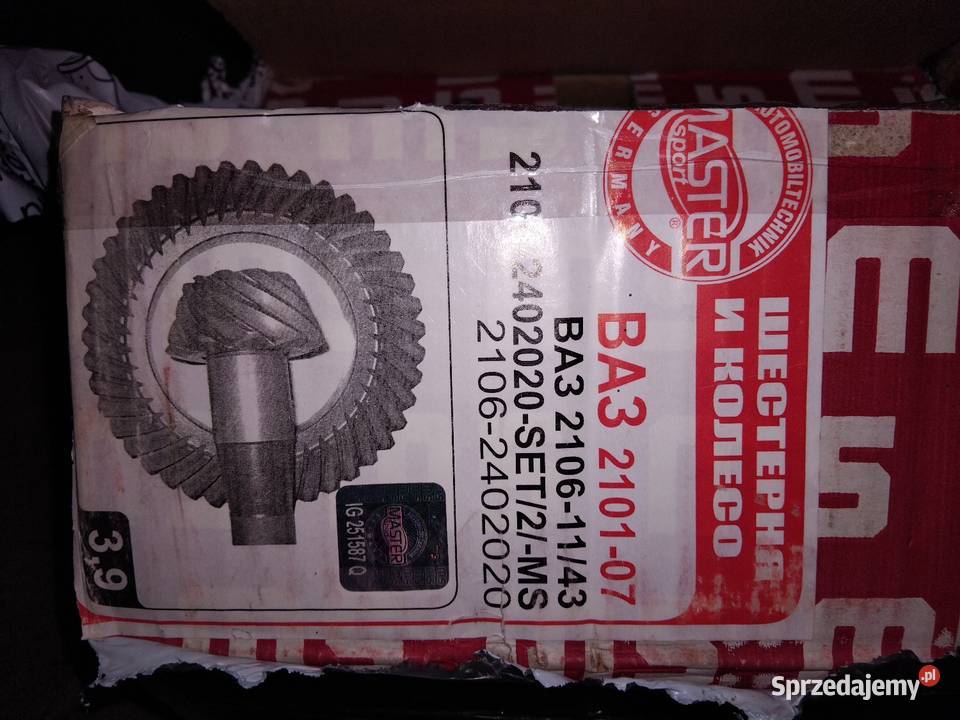 MASTER
sport
®
AUTOMOBILTECHNIK
GERMANY
ШЕСТЕРНЯ
И КОЛЕСО
ВАЗ 2101-07
ВАЗ 2106-11/43
2402020-SET/2/-MS
2106-2402020
MASTER
IG 251587 Q
3,9
Sprzedajemy.pl